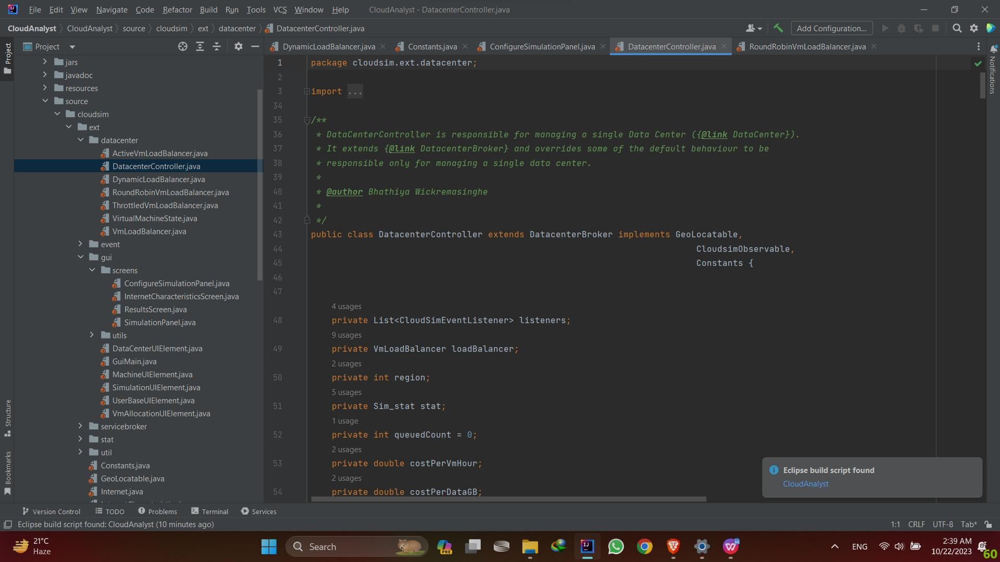 File Edit View Navigate Code Refactor Build Run Tools VCS Window Help CloudAnalyst - DatacenterController.java
CloudAnalyst CloudAnalyst source cloudsim ext datacenter DatacenterController.java Add Configuration...
Project
Project
DynamicLoadBalancer.java Constants.java ConfigureSimulationPanel.java DatacenterController.java RoundRobinVmLoadBalancer.java
Notifications
jars
javadoc
resources
source
cloudsim
ext
datacenter
ActiveVmLoadBalancer.java
DatacenterController.java
DynamicLoadBalancer.java
RoundRobinVmLoadBalancer.java
ThrottledVmLoadBalancer.java
VirtualMachineState.java
VmLoadBalancer.java
event
gui
screens
ConfigureSimulationPanel.java
InternetCharacteristicsScreen.java
ResultsScreen.java
SimulationPanel.java
utils
DataCenterUIElement.java
GuiMain.java
MachineUIElement.java
SimulationUIElement.java
UserBaseUIElement.java
VmAllocationUIElement.java
servicebroker
stat
util
Constants.java
GeoLocatable.java
Internet.java
Structure
Bookmarks
1 package cloudsim.ext.datacenter;
2
3 import ...
34
35 /**
36 * DataCenterController is responsible for managing a single Data Center ({@link DataCenter}).
37 * It extends {@link DatacenterBroker} and overrides some of the default behaviour to be
38 * responsible only for managing a single data center.
39 *
40 * @author Bhathiya Wickremasinghe
41 *
42 */
43 public class DatacenterController extends DatacenterBroker implements GeoLocatable,
44 CloudsimObservable,
45 Constants {
46
47
4 usages
48 private List<CloudSimEventListener> listeners;
9 usages
49 private VmLoadBalancer loadBalancer;
2 usages
50 private int region;
5 usages
51 private Sim_stat stat;
1 usage
52 private int queuedCount = 0;
2 usages
53 private double costPerVmHour;
2 usages
54 private double costPerDataGB;
Eclipse build script found
CloudAnalyst
Version Control TODO Problems Terminal Services
Eclipse build script found: CloudAnalyst (10 minutes ago) 1:1 CRLF UTF-8 Tab*
21°C
Haze
Search
PRE
IJ
ENG
2:39 AM
10/22/2023
60